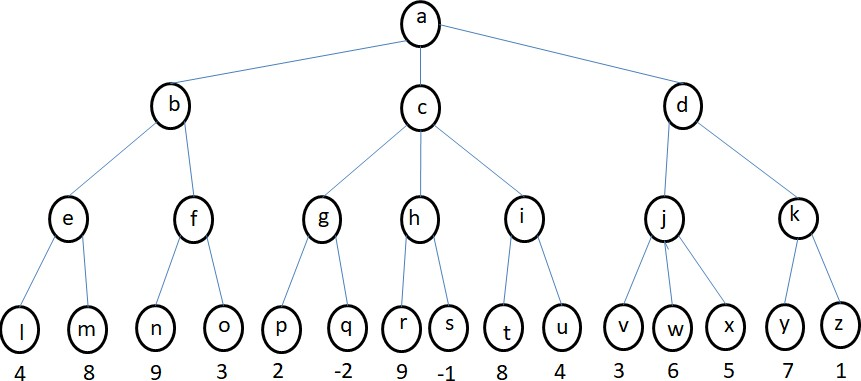 a
b c d
e f g h i j k
l m n o p q r s t u v w x y z
4 8 9 3 2 -2 9 -1 8 4 3 6 5 7 1